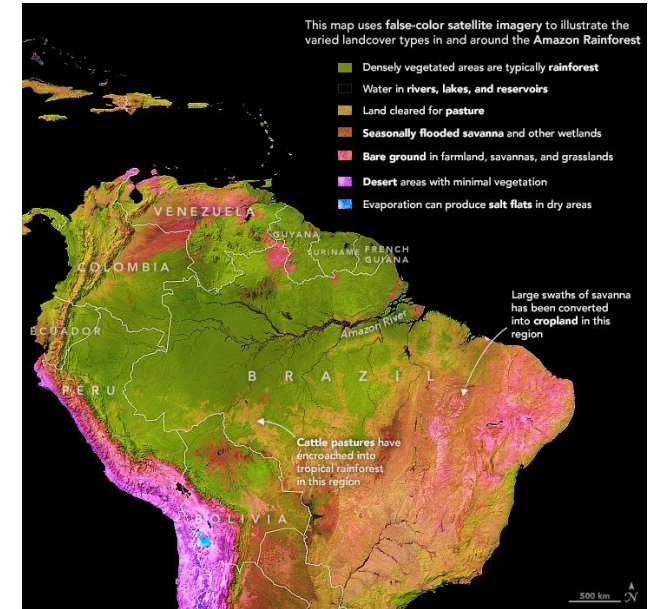 This map uses false-color satellite imagery to illustrate the
varied landcover types in and around the Amazon Rainforest
Densely vegetated areas are typically rainforest
Water in rivers, lakes, and reservoirs
Land cleared for pasture
Seasonally flooded savanna and other wetlands
Bare ground in farmland, savannas, and grasslands
Desert areas with minimal vegetation
Evaporation can produce salt flats in dry areas
VENEZUELA
GUYANA
SURINAME
FRENCH
GUIANA
COLOMBIA
Large swaths of savanna
has been converted
into cropland in this
region
Amazon River
ECUADOR
BRAZIL
PERU
Cattle pastures have
encroached into
tropical rainforest
in this region
BOLIVIA
500 km
N